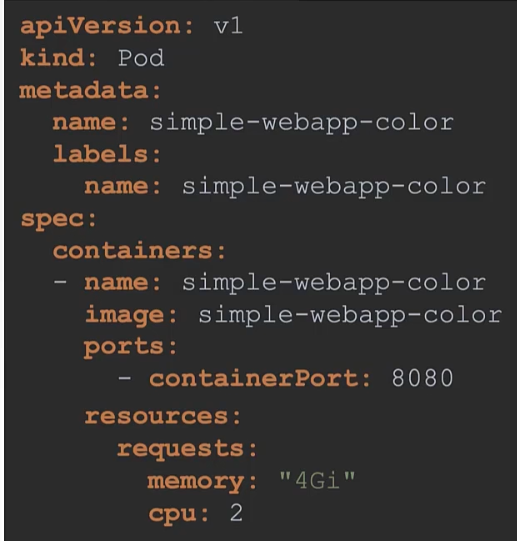 apiVersion: v1
kind: Pod
metadata:
  name: simple-webapp-color
  labels:
    name: simple-webapp-color
spec:
  containers:
  - name: simple-webapp-color
    image: simple-webapp-color
    ports:
      - containerPort: 8080
    resources:
      requests:
        memory: "4Gi"
        cpu: 2